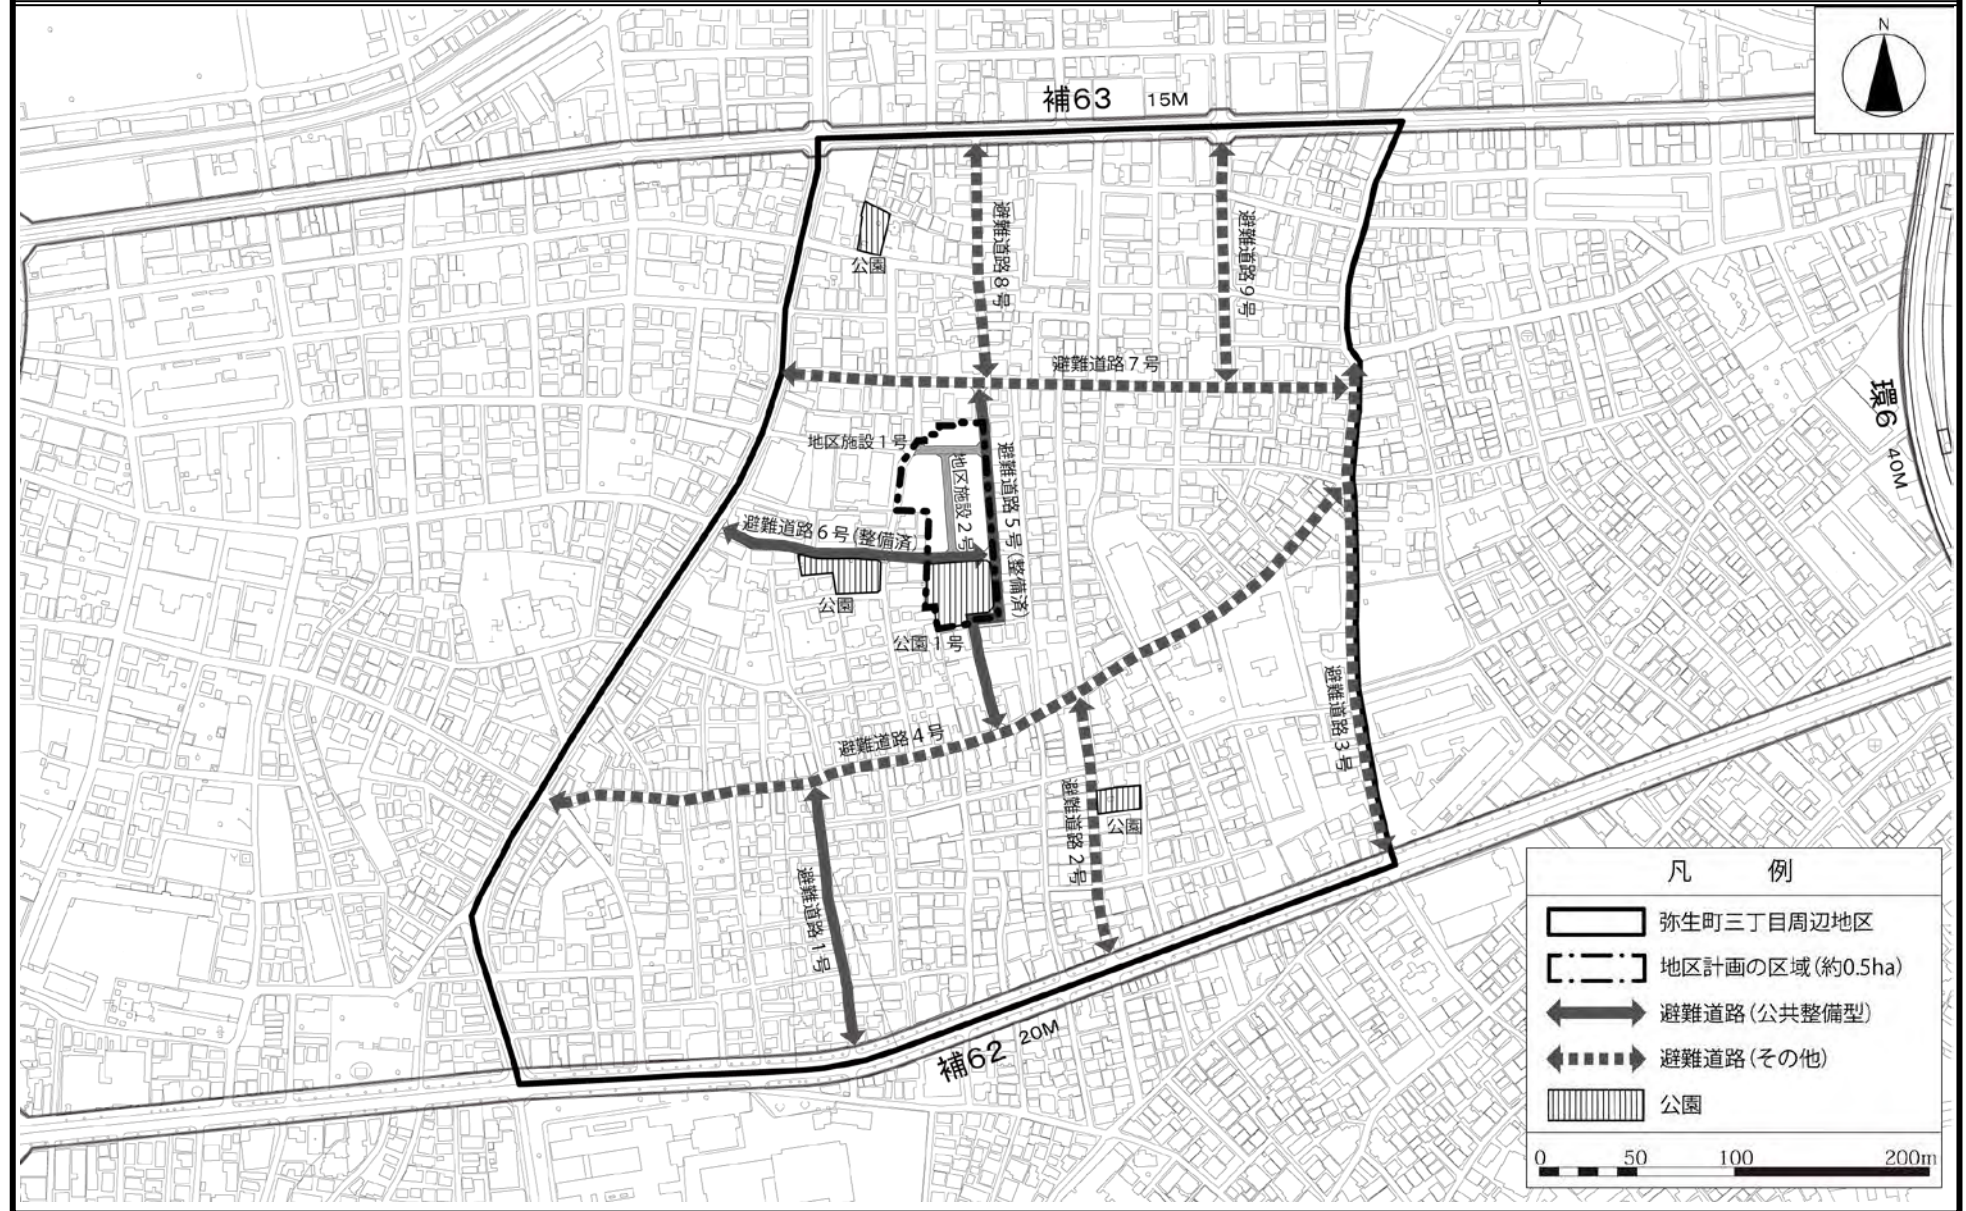 N
補63 15M
公園
避難道路8号
避難道路9号
避難道路7号
環6 40M
地区施設1号
地区施設2号
避難道路5号(整備済)
避難道路6号(整備済)
公園
公園1号
避難道路3号
避難道路4号
避難道路2号
公園
避難道路1号
補62 20M
凡例
弥生町三丁目周辺地区
地区計画の区域(約0.5ha)
避難道路(公共整備型)
避難道路(その他)
公園
0 50 100 200m